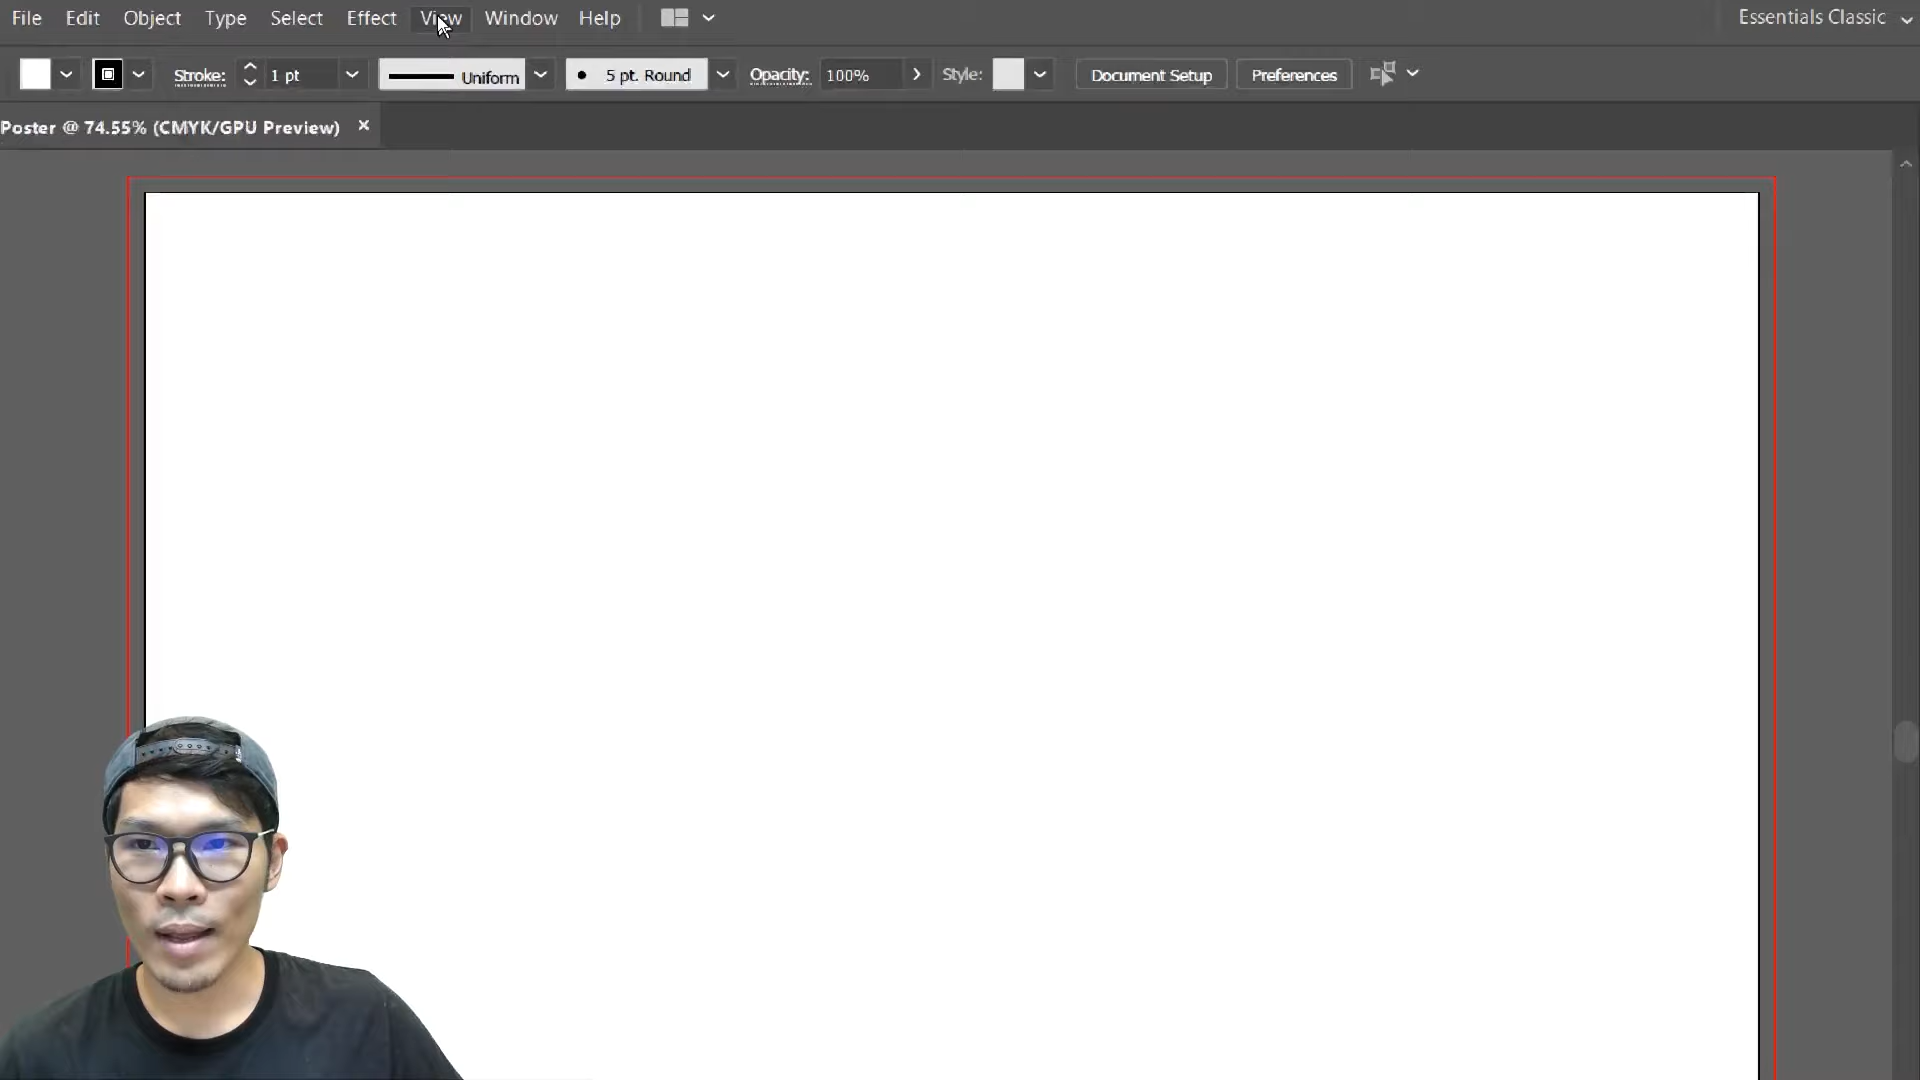 File Edit Object Type Select Effect View Window Help Essentials Classic
Stroke: 1 pt Uniform 5 pt. Round Opacity: 100% Style: Document Setup Preferences
Poster @ 74.55% (CMYK/GPU Preview) ×